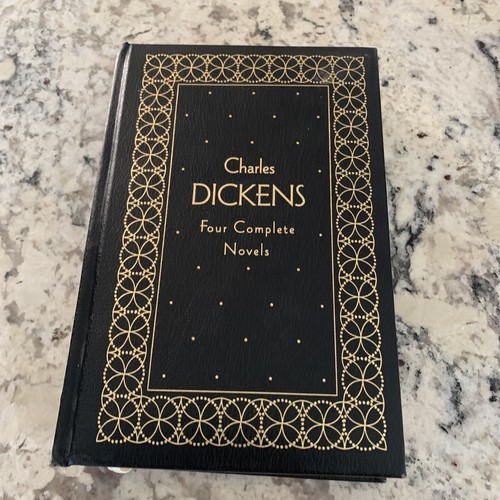 Charles
DICKENS
Four Complete
Novels